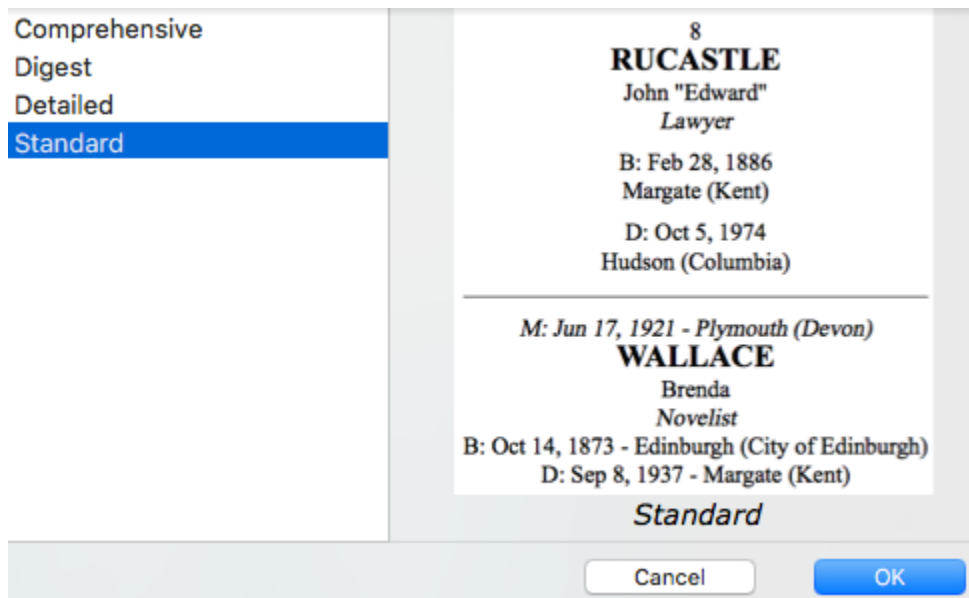 Comprehensive
Digest
Detailed
Standard
8
RUCASTLE
John "Edward"
Lawyer
B: Feb 28, 1886
Margate (Kent)
D: Oct 5, 1974
Hudson (Columbia)
M: Jun 17, 1921 - Plymouth (Devon)
WALLACE
Brenda
Novelist
B: Oct 14, 1873 - Edinburgh (City of Edinburgh)
D: Sep 8, 1937 - Margate (Kent)
Standard
Cancel
OK